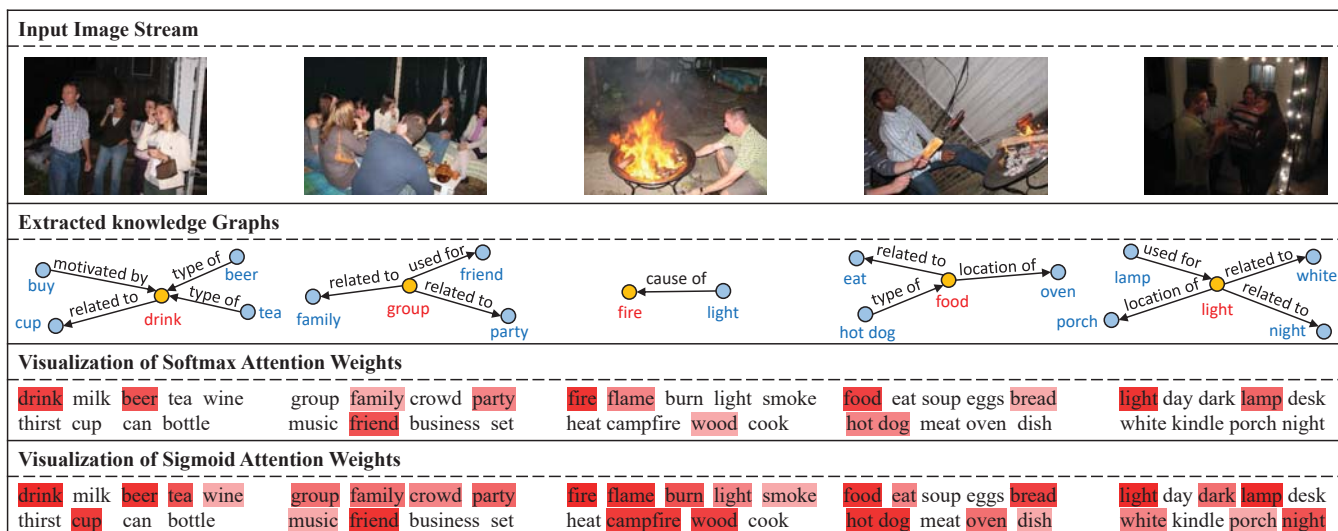 Input Image Stream
Extracted knowledge Graphs
motivated by
type of
beer
buy
related to
type of
cup
drink
tea
used for
friend
related to
related to
family
group
party
cause of
fire
light
related to
eat
location of
type of
food
oven
hot dog
used for
related to
lamp
white
location of
related to
porch
light
night
Visualization of Softmax Attention Weights
drink milk beer tea wine
thirst cup can bottle
group family crowd party
music friend business set
fire flame burn light smoke
heat campfire wood cook
food eat soup eggs bread
hot dog meat oven dish
light day dark lamp desk
white kindle porch night
Visualization of Sigmoid Attention Weights
drink milk beer tea wine
thirst cup can bottle
group family crowd party
music friend business set
fire flame burn light smoke
heat campfire wood cook
food eat soup eggs bread
hot dog meat oven dish
light day dark lamp desk
white kindle porch night